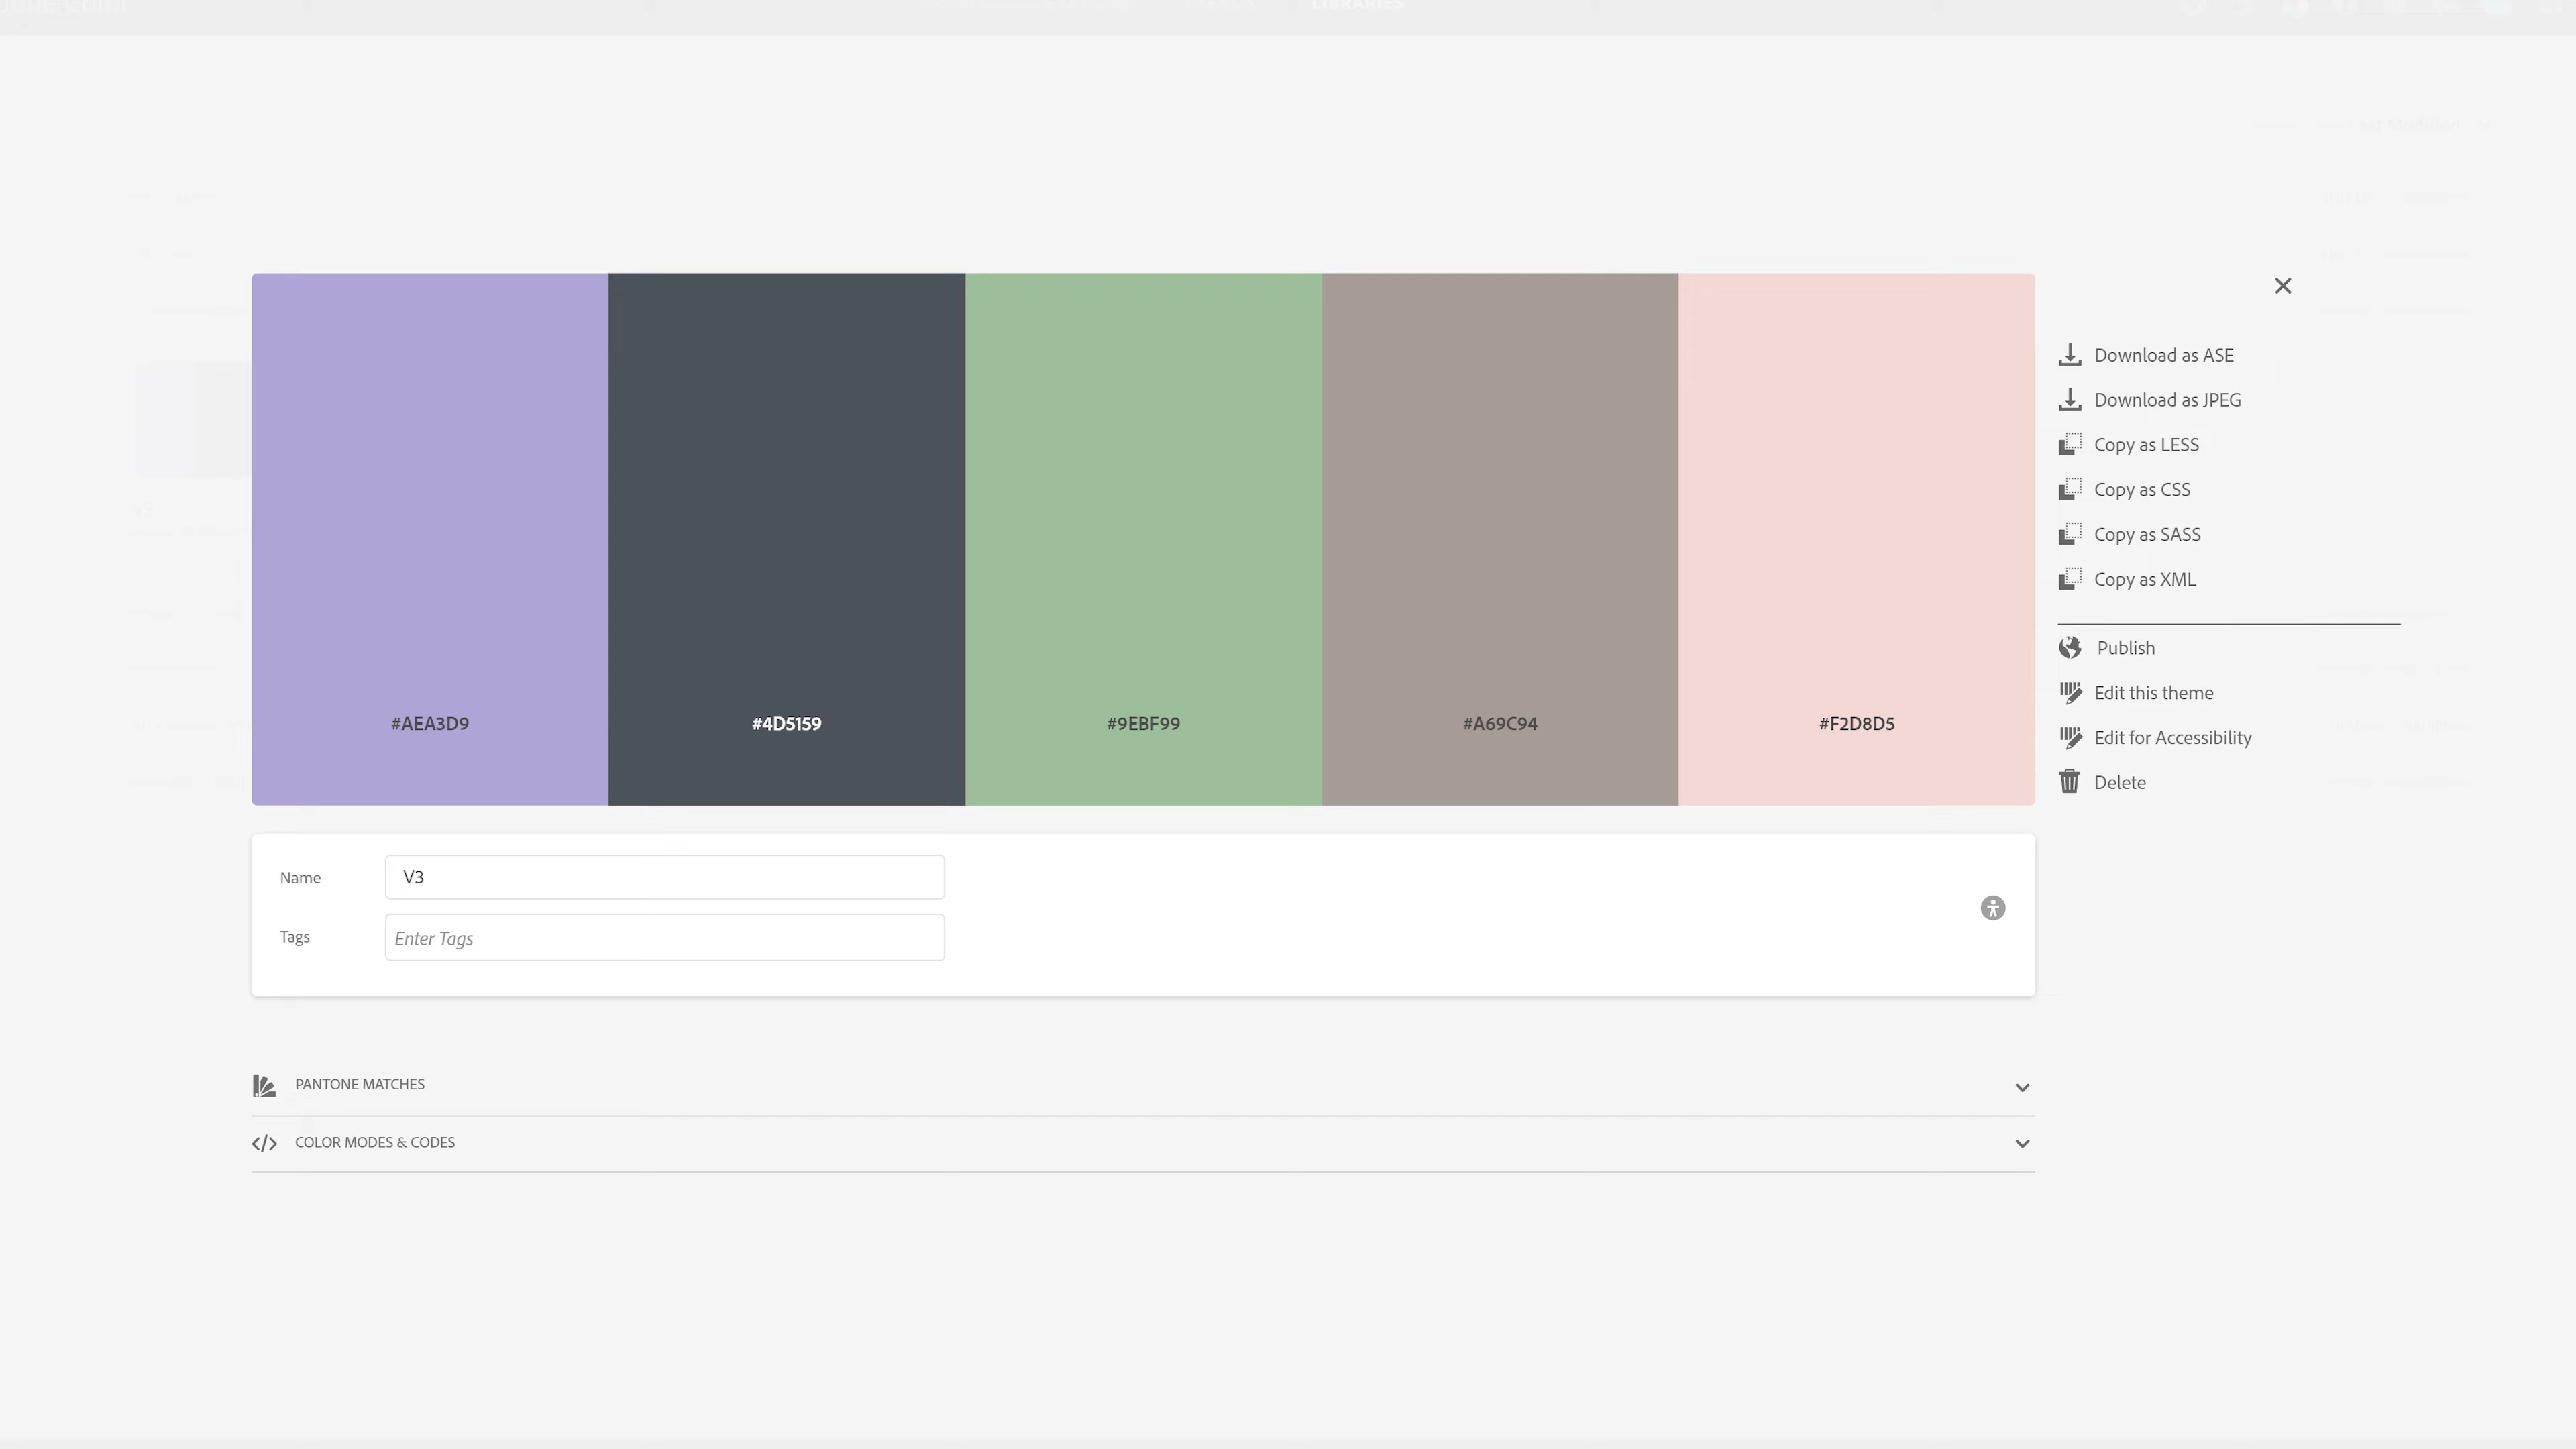 LIBRARIES
#AEA3D9
#4D5159
#9EBF99
#A69C94
#F2D8D5
Download as ASE
Download as JPEG
Copy as LESS
Copy as CSS
Copy as SASS
Copy as XML
Publish
Edit this theme
Edit for Accessibility
Delete
Name
V3
Tags
Enter Tags
PANTONE MATCHES
COLOR MODES & CODES